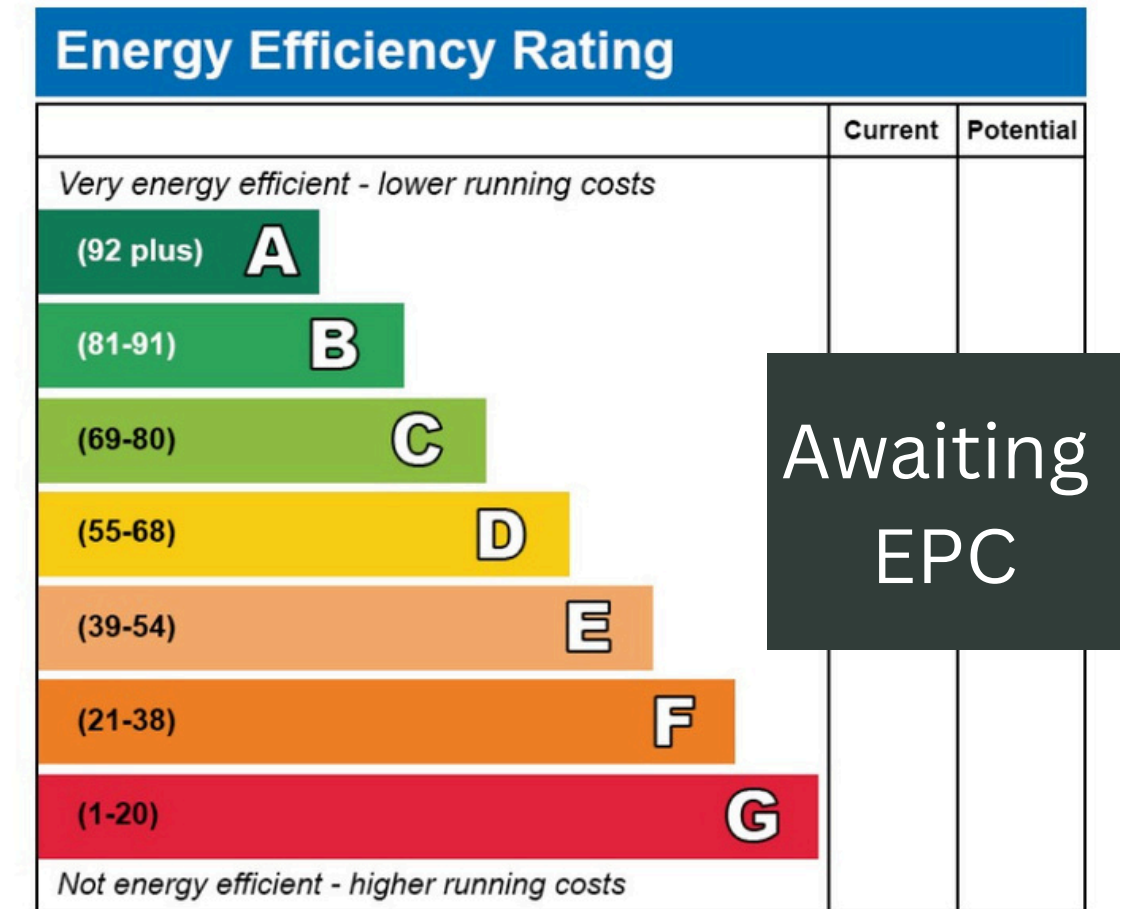 Energy Efficiency Rating
Current Potential
Very energy efficient - lower running costs
(92 plus) A
(81-91) B
(69-80) C
(55-68) D
(39-54) E
(21-38) F
(1-20) G
Not energy efficient - higher running costs
Awaiting
EPC